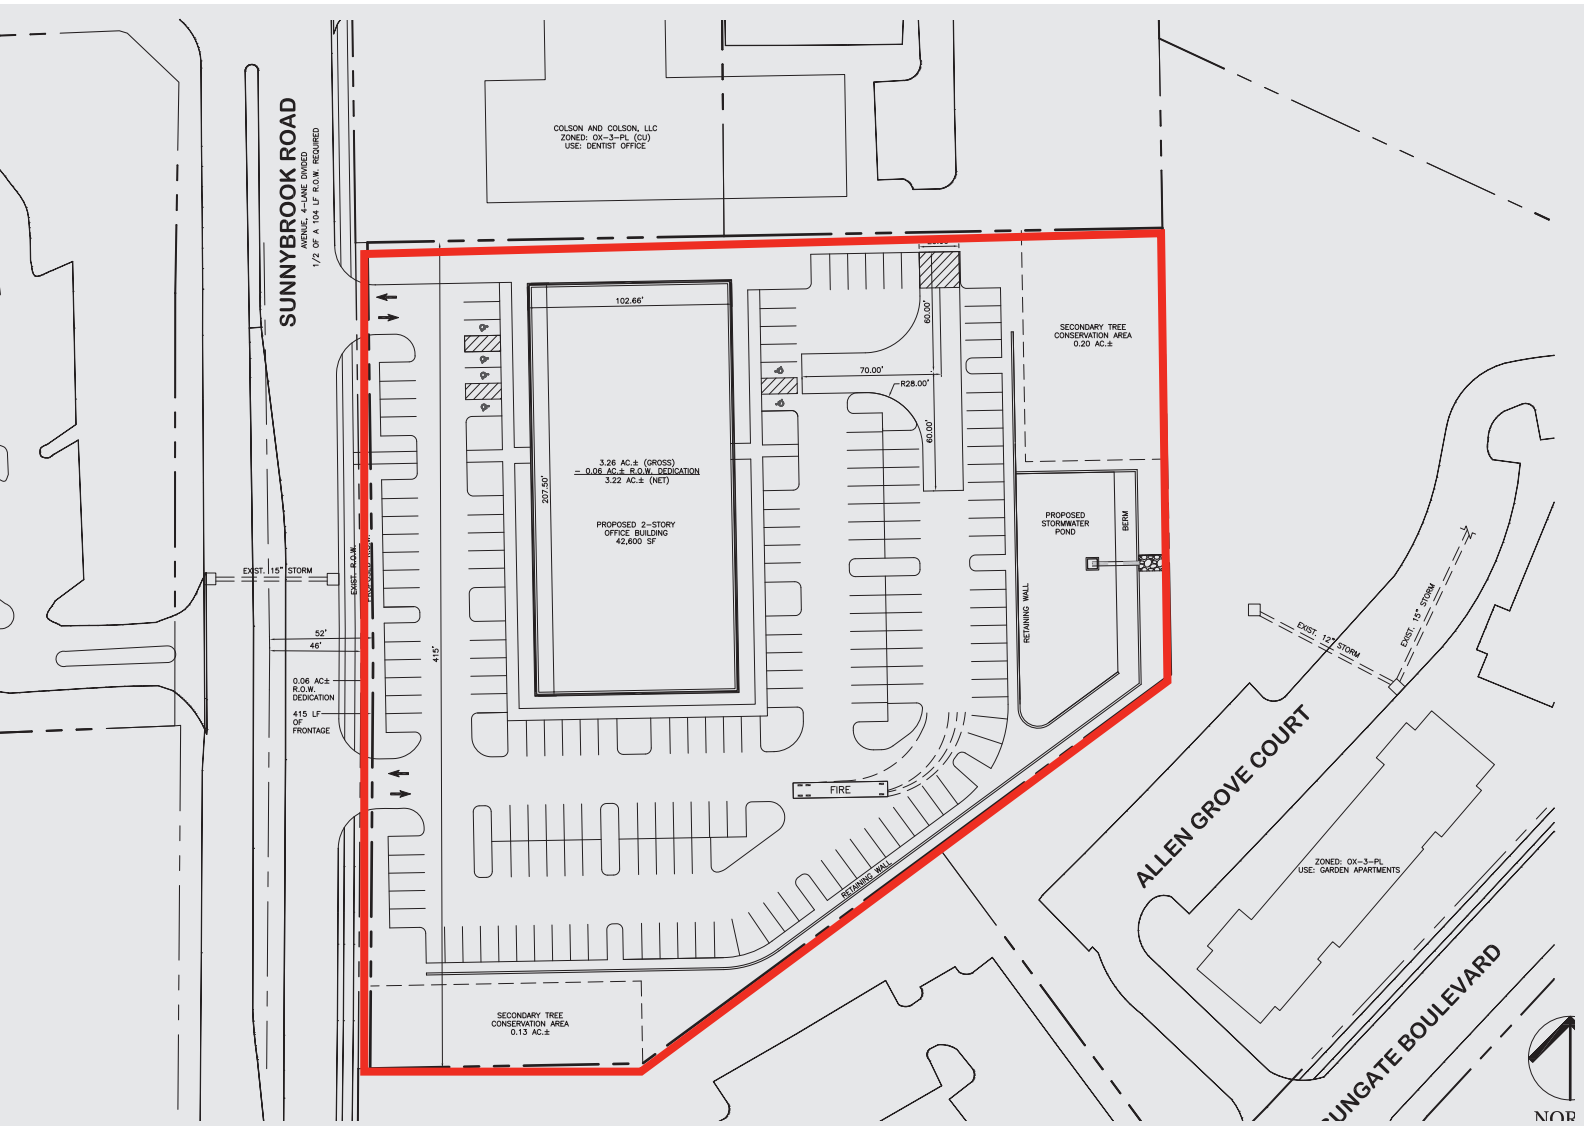 COLSON AND COLSON, LLC
ZONED: OX-3-PL (CU)
USE: DENTIST OFFICE
SUNNYBROOK ROAD
AVENUE, 4-LANE DIVIDED
1/2 OF A 104 LF R.O.W. REQUIRED
102.66'
60.00'
SECONDARY TREE
CONSERVATION AREA
0.20 AC.±
70.00'
R28.00'
60.00'
3.26 AC.± (GROSS)
- 0.06 AC.± R.O.W. DEDICATION
3.22 AC.± (NET)
207.50'
PROPOSED 2-STORY
OFFICE BUILDING
42,600 SF
PROPOSED
STORMWATER
POND
BERM
RETAINING WALL
EXIST. 15" STORM
EXIST. R.O.W.
52'
46'
415'
0.06 AC±
R.O.W.
DEDICATION
415 LF
OF
FRONTAGE
EXIST. 12" STORM
EXIST. 15" STORM
FIRE
RETAINING WALL
ALLEN GROVE COURT
ZONED: OX-3-PL
USE: GARDEN APARTMENTS
SECONDARY TREE
CONSERVATION AREA
0.13 AC.±
UNGATE BOULEVARD
NOR